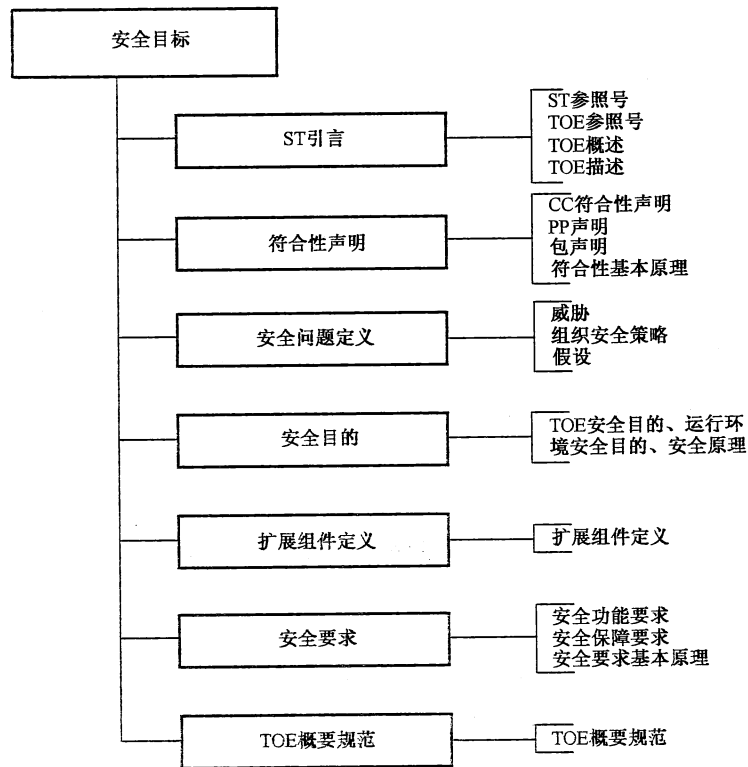 安全目标
ST引言
ST参照号
TOE参照号
TOE概述
TOE描述
符合性声明
CC符合性声明
PP声明
包声明
符合性基本原理
安全问题定义
威胁
组织安全策略
假设
安全目的
TOE安全目的、运行环
境安全目的、安全原理
扩展组件定义
扩展组件定义
安全要求
安全功能要求
安全保障要求
安全要求基本原理
TOE概要规范
TOE概要规范